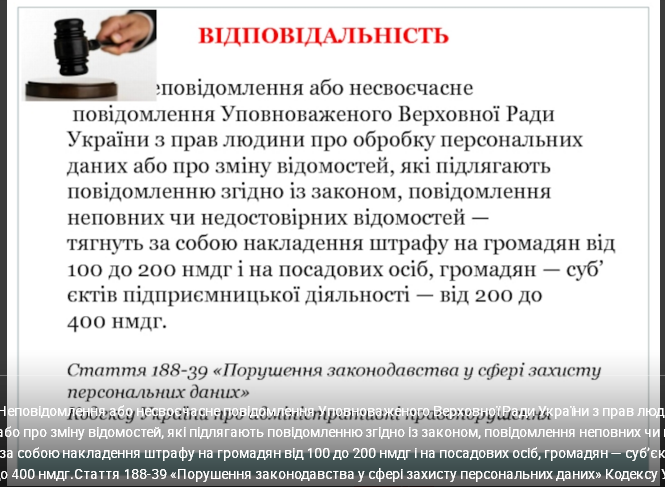 ВІДПОВІДАЛЬНІСТЬ
еповідомлення або несвоєчасне
повідомлення Уповноваженого Верховної Ради
України з прав людини про обробку персональних
даних або про зміну відомостей, які підлягають
повідомленню згідно із законом, повідомлення
неповних чи недостовірних відомостей —
тягнуть за собою накладення штрафу на громадян від
100 до 200 нмдг і на посадових осіб, громадян — суб’
єктів підприємницької діяльності — від 200 до
400 нмдг.
Стаття 188-39 «Порушення законодавства у сфері захисту
персональних даних»
Кодексу України про адміністративні правопорушення
Неповідомлення або несвоєчасне повідомлення Уповноваженого Верховної Ради України з прав люд
або про зміну відомостей, які підлягають повідомленню згідно із законом, повідомлення неповних чи
за собою накладення штрафу на громадян від 100 до 200 нмдг і на посадових осіб, громадян — суб’єк
до 400 нмдг.Стаття 188-39 «Порушення законодавства у сфері захисту персональних даних» Кодексу У